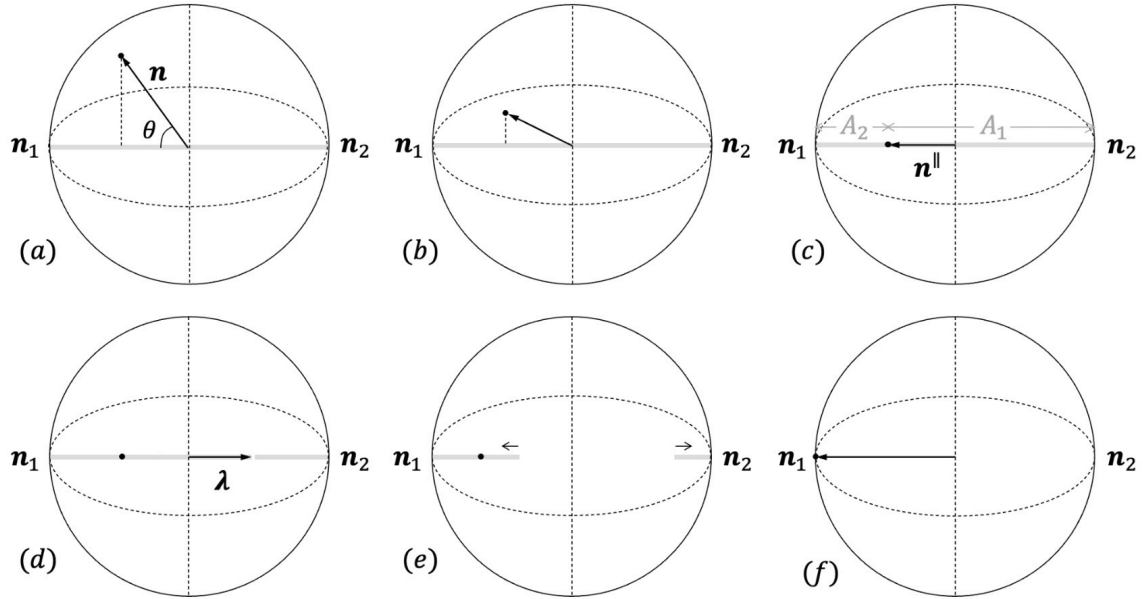 n
θ
n₁ n₂
(a)
n₁ n₂
(b)
A₂ A₁
n₁ n₂
n∥
(c)
n₁ n₂
λ
(d)
n₁ n₂
(e)
n₁ n₂
(f)